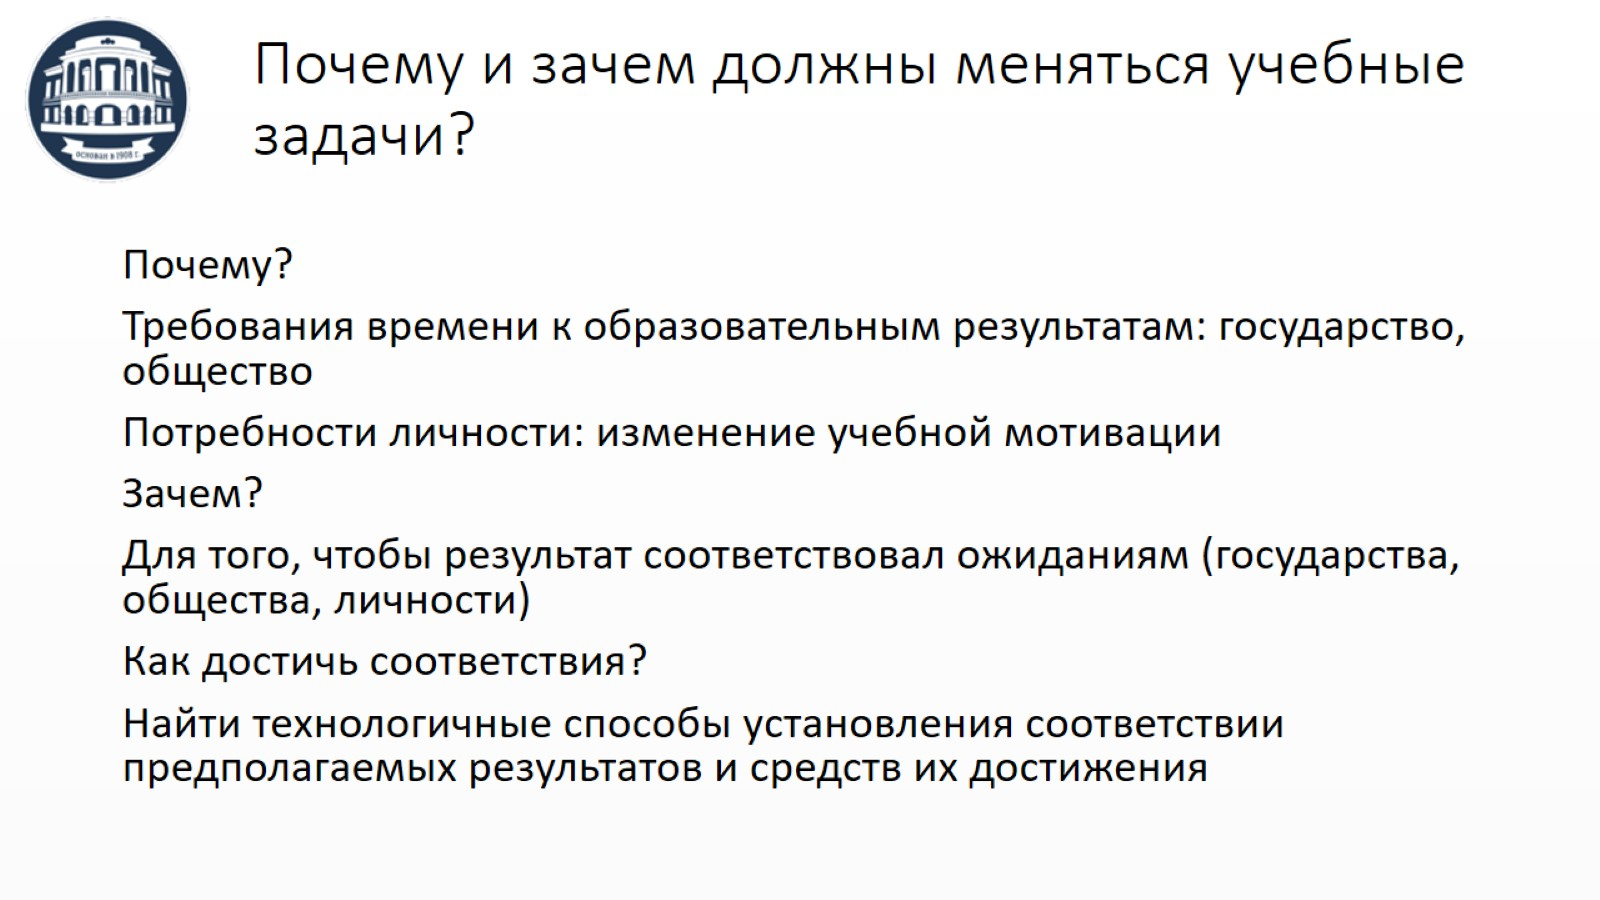 Почему и зачем должны меняться учебные
задачи?
основан в 1908 г.
Почему?
Требования времени к образовательным результатам: государство,
общество
Потребности личности: изменение учебной мотивации
Зачем?
Для того, чтобы результат соответствовал ожиданиям (государства,
общества, личности)
Как достичь соответствия?
Найти технологичные способы установления соответствии
предполагаемых результатов и средств их достижения